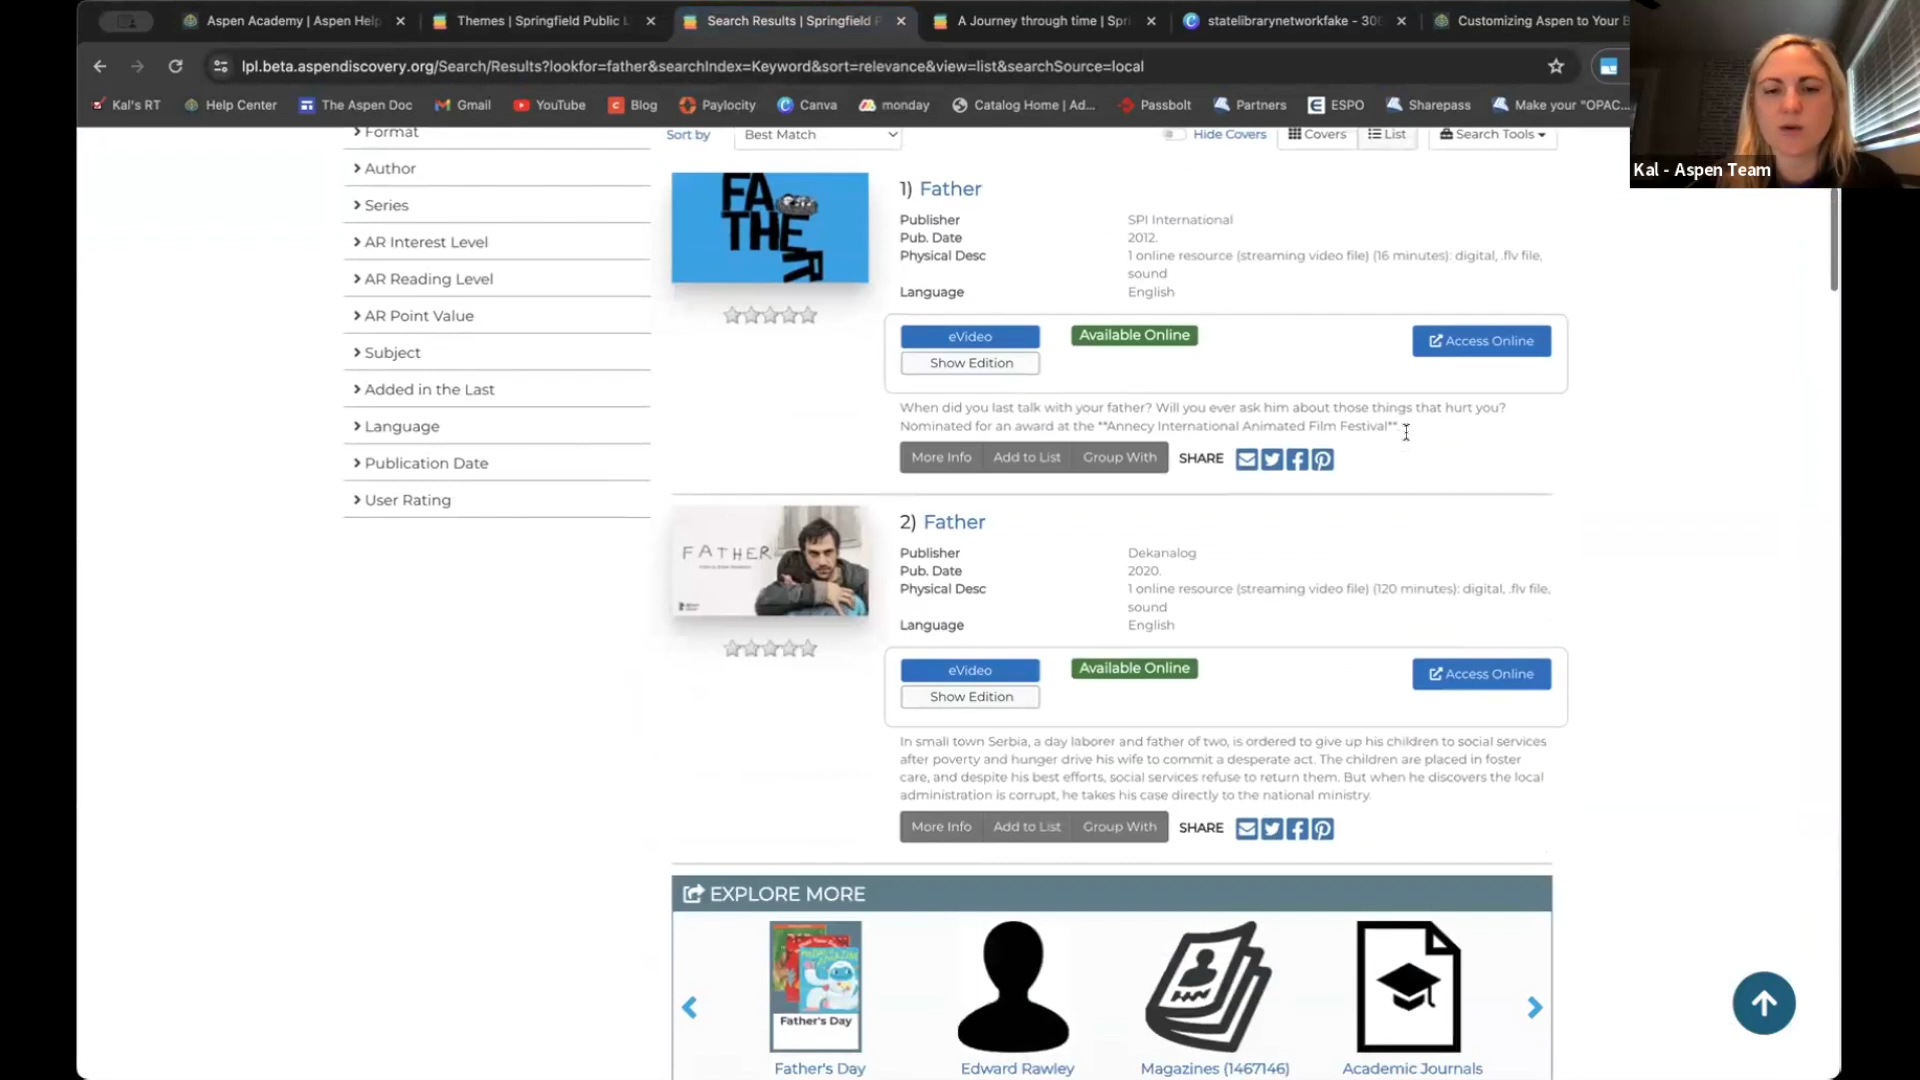 Aspen Academy | Aspen Help
Themes | Springfield Public L
Search Results | Springfield P
A Journey through time | Spri
statelibrarynetworkfake - 300
Customizing Aspen to Your B
lpl.beta.aspendiscovery.org/Search/Results?lookfor=father&searchIndex=Keyword&sort=relevance&view=list&searchSource=local
Kal's RT
Help Center
The Aspen Doc
Gmail
YouTube
Blog
Paylocity
Canva
monday
Catalog Home | Ad...
Passbolt
Partners
ESPO
Sharepass
Make your "OPAC...
Kal - Aspen Team
Format
Author
Series
AR Interest Level
AR Reading Level
AR Point Value
Subject
Added in the Last
Language
Publication Date
User Rating
Sort by
Best Match
Hide Covers
Covers
List
Search Tools
FATHER
1) Father
Publisher SPI International
Pub. Date 2012.
Physical Desc 1 online resource (streaming video file) (16 minutes): digital, .flv file,
sound
Language English
eVideo
Show Edition
Available Online
Access Online
When did you last talk with your father? Will you ever ask him about those things that hurt you?
Nominated for an award at the **Annecy International Animated Film Festival**.
More Info
Add to List
Group With
SHARE
FATHER
2) Father
Publisher Dekanalog
Pub. Date 2020.
Physical Desc 1 online resource (streaming video file) (120 minutes): digital, .flv file,
sound
Language English
eVideo
Show Edition
Available Online
Access Online
In small town Serbia, a day laborer and father of two, is ordered to give up his children to social services
after poverty and hunger drive his wife to commit a desperate act. The children are placed in foster
care, and despite his best efforts, social services refuse to return them. But when he discovers the local
administration is corrupt, he takes his case directly to the national ministry.
More Info
Add to List
Group With
SHARE
EXPLORE MORE
Father's Day
Father's Day
Edward Rawley
Magazines (1467146)
Academic Journals